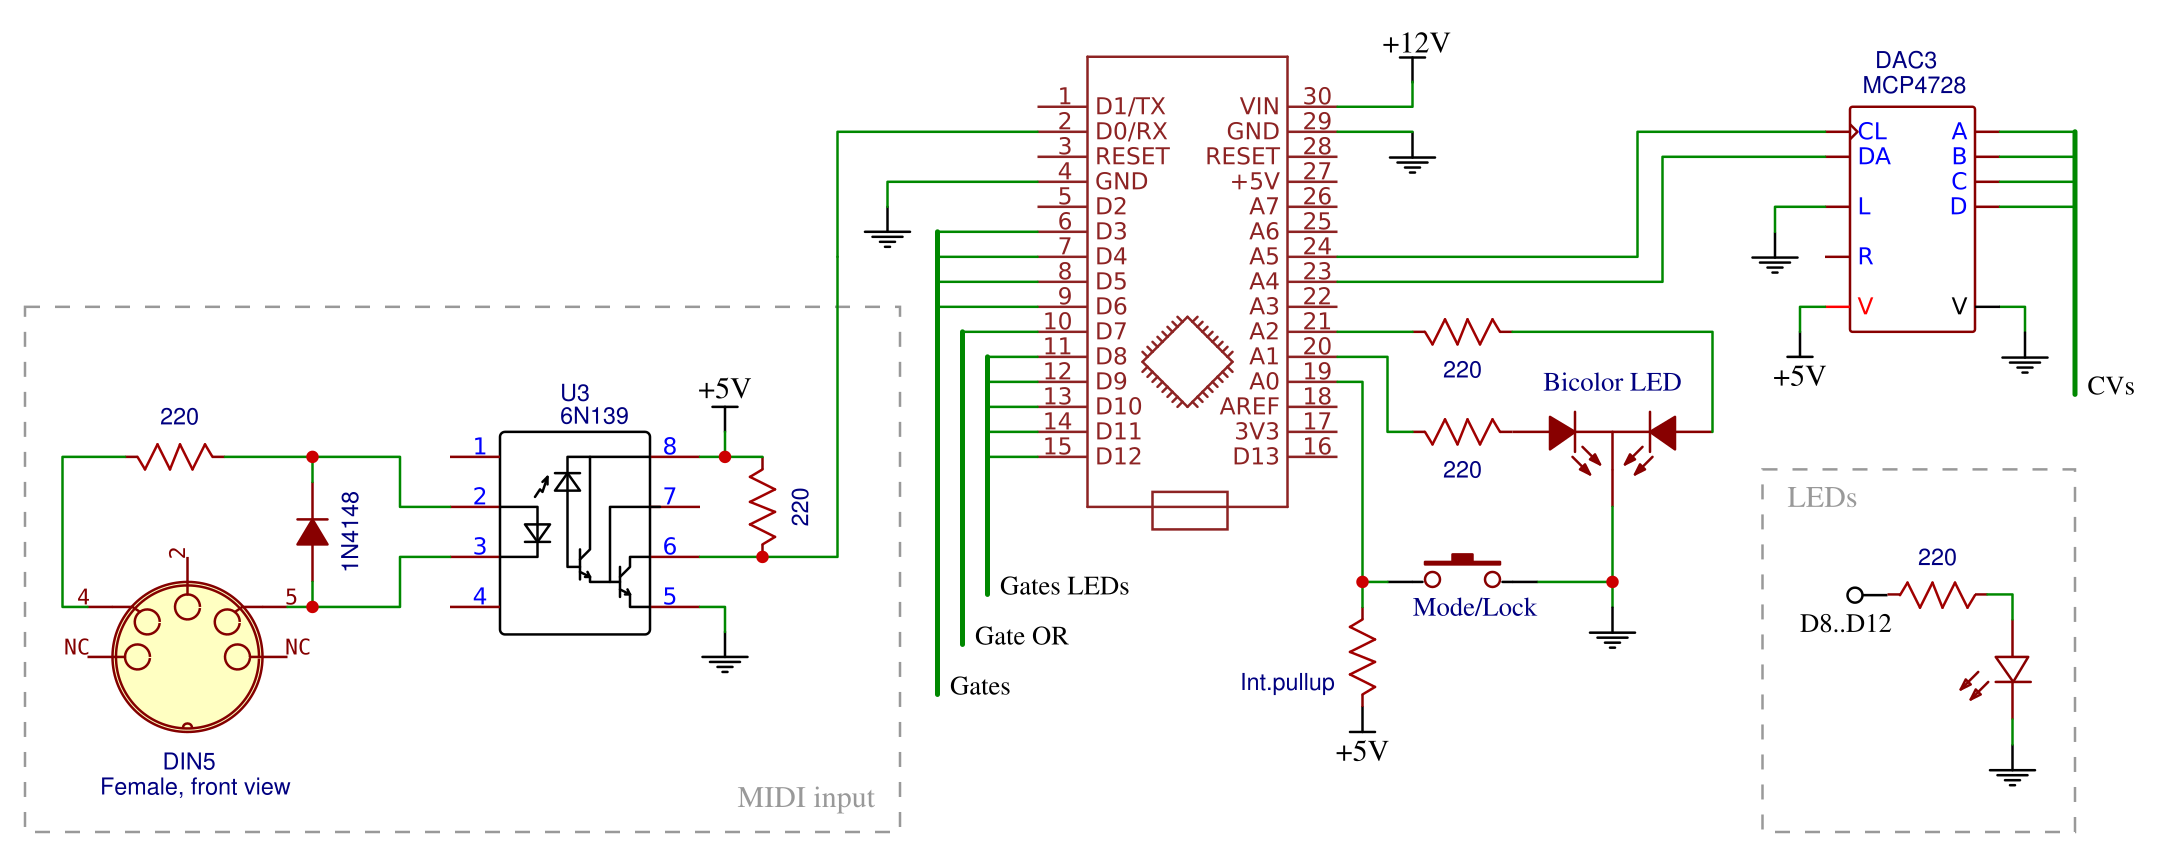 +12V
DAC3
MCP4728
1 D1/TX VIN 30
2 D0/RX GND 29
3 RESET RESET 28
4 GND +5V 27
5 D2 A7 26
6 D3 A6 25
7 D4 A5 24
8 D5 A4 23
9 D6 A3 22
10 D7 A2 21
11 D8 A1 20
12 D9 A0 19
13 D10 AREF 18
14 D11 3V3 17
15 D12 D13 16
CL A
DA B
C
L D
R
V V
+5V
CVs
220
Bicolor LED
220
Mode/Lock
Int.pullup
+5V
Gates LEDs
Gate OR
Gates
220
U3
6N139
+5V
1 8
2 7
3 6
4 5
220
1N4148
2
4 5
NC NC
DIN5
Female, front view
MIDI input
LEDs
220
D8..D12